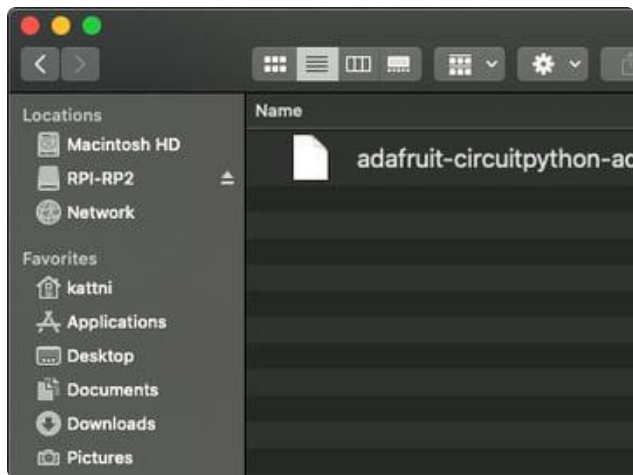 Locations
Macintosh HD
RPI-RP2
Network
Favorites
kattni
Applications
Desktop
Documents
Downloads
Pictures
Name
adafruit-circuitpython-ad